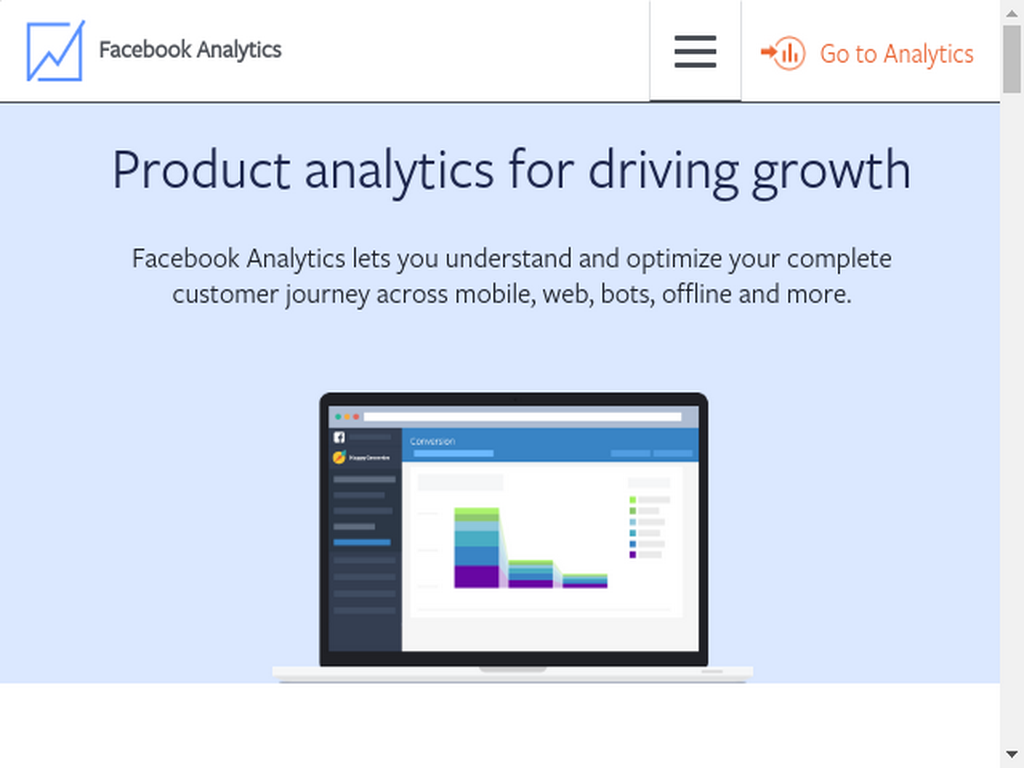 Facebook Analytics
Go to Analytics
Product analytics for driving growth
Facebook Analytics lets you understand and optimize your complete
customer journey across mobile, web, bots, offline and more.
Conversion